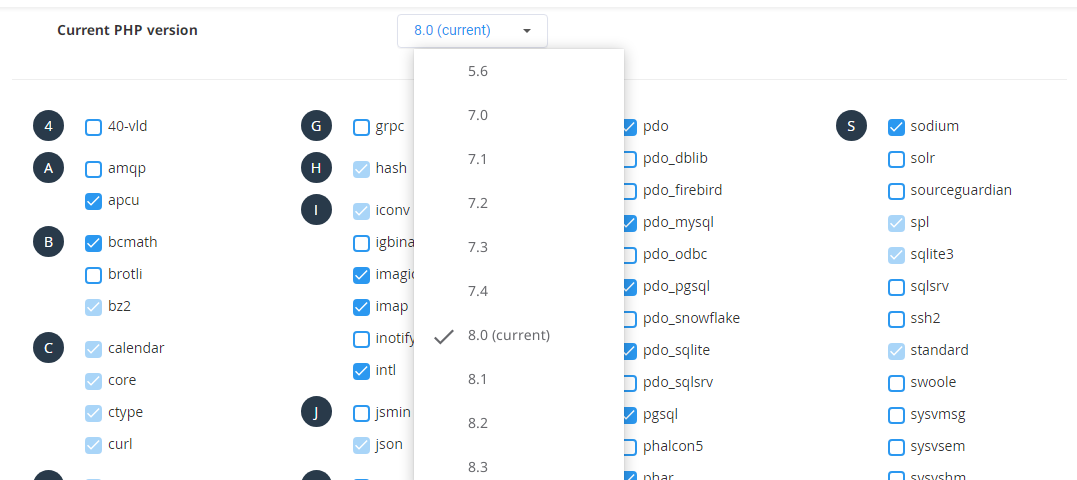 Current PHP version
8.0 (current)
5.6
7.0
7.1
7.2
7.3
7.4
8.0 (current)
8.1
8.2
8.3
4
40-vld
A
amqp
apcu
B
bcmath
brotli
bz2
C
calendar
core
ctype
curl
G
grpc
H
hash
I
iconv
igbina
imagic
imap
inotify
intl
J
jsmin
json
pdo
pdo_dblib
pdo_firebird
pdo_mysql
pdo_odbc
pdo_pgsql
pdo_snowflake
pdo_sqlite
pdo_sqlsrv
pgsql
phalcon5
phar
S
sodium
solr
sourceguardian
spl
sqlite3
sqlsrv
ssh2
standard
swoole
sysvmsg
sysvsem
sysvshm